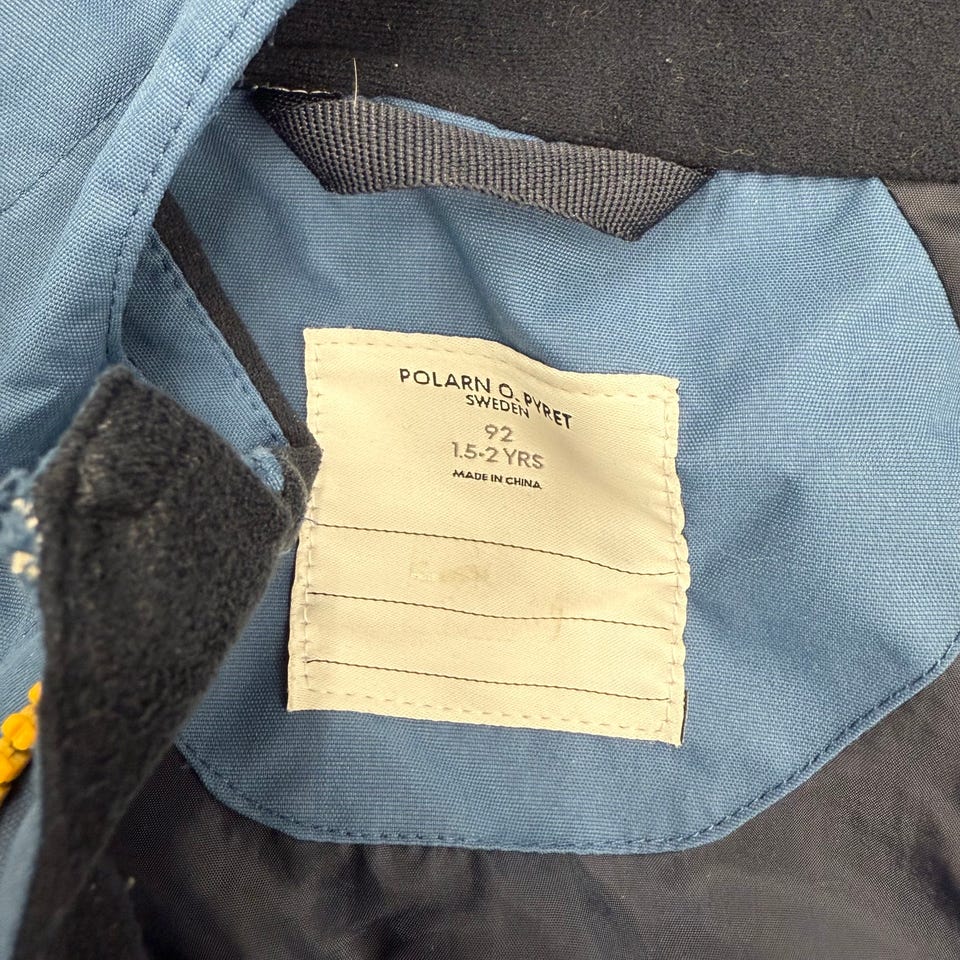 POLARN O. PYRET
SWEDEN
92
1.5-2 YRS
MADE IN CHINA